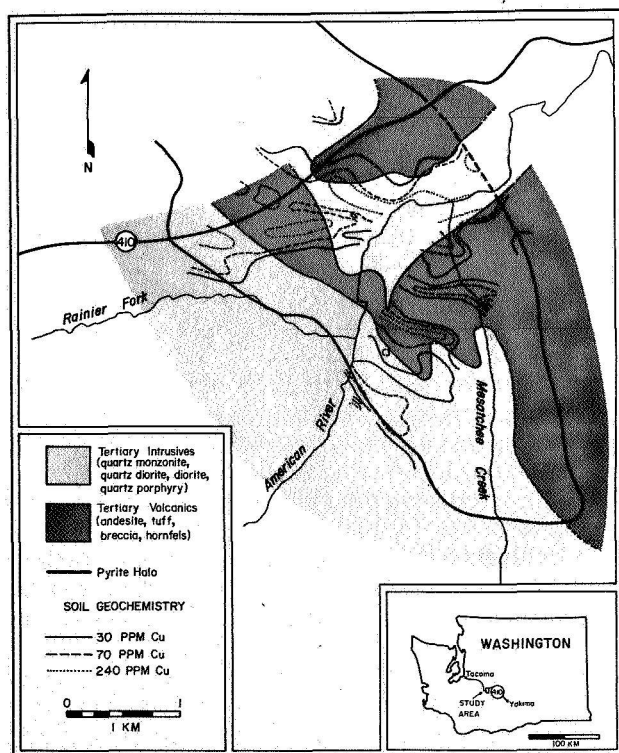 N
410
Rainier Fork
American River
Mesatchee Creek
Tertiary Intrusives
(quartz monzonite,
quartz diorite, diorite,
quartz porphyry)
Tertiary Volcanics
(andesite, tuff,
breccia, hornfels)
Pyrite Halo
SOIL GEOCHEMISTRY
30 PPM Cu
70 PPM Cu
240 PPM Cu
0 1
1 KM
WASHINGTON
Tacoma
410
STUDY
AREA
Yakima
100 KM